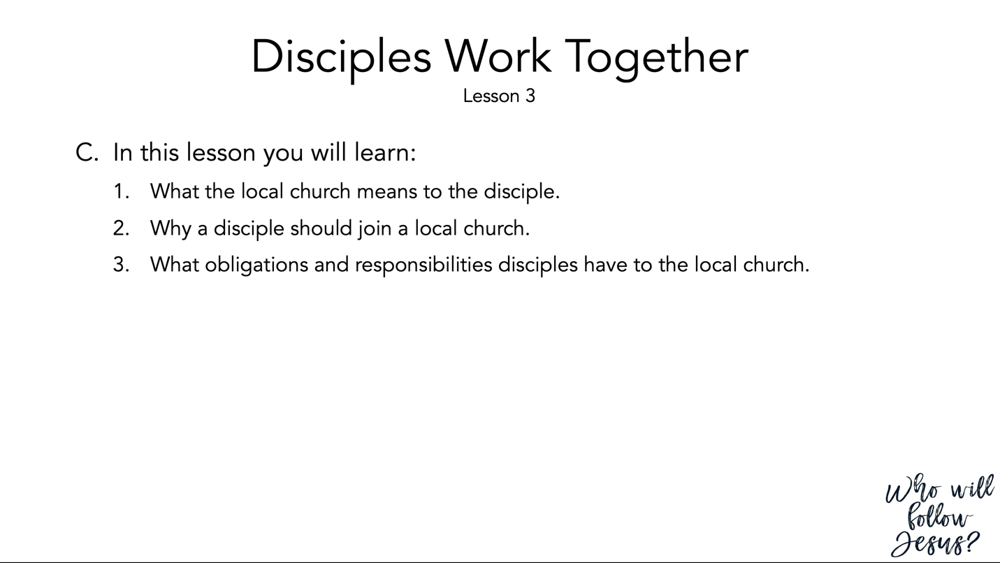 Disciples Work Together
Lesson 3
C. In this lesson you will learn:
1. What the local church means to the disciple.
2. Why a disciple should join a local church.
3. What obligations and responsibilities disciples have to the local church.
Who will
follow
Jesus?